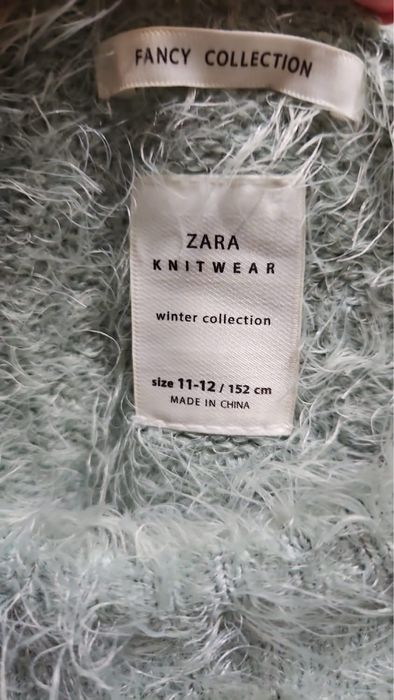 FANCY COLLECTION
ZARA
KNITWEAR
winter collection
size 11-12 / 152 cm
MADE IN CHINA